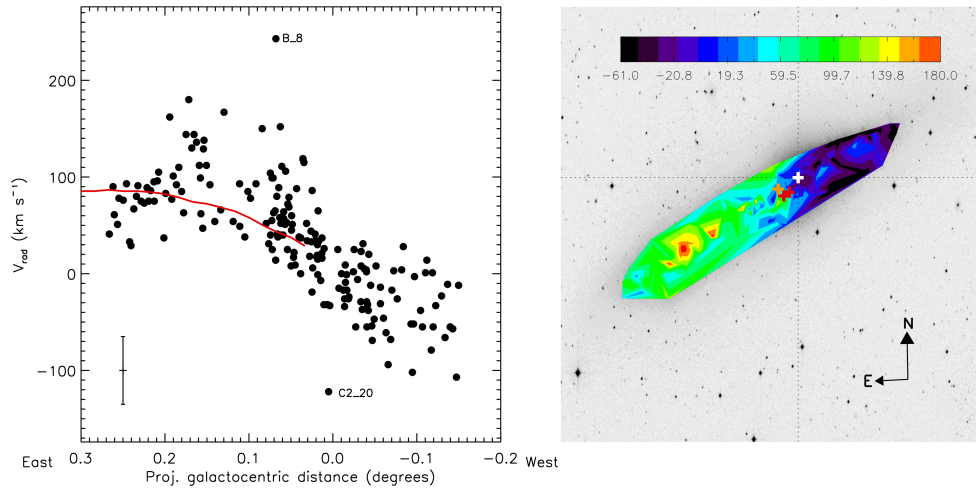 B_8
200
100
0
−100
V_rad (km s⁻¹)
C2_20
East
0.3 0.2 0.1 0.0 −0.1 −0.2
West
Proj. galactocentric distance (degrees)
−61.0 −20.8 19.3 59.5 99.7 139.8 180.0
N
E